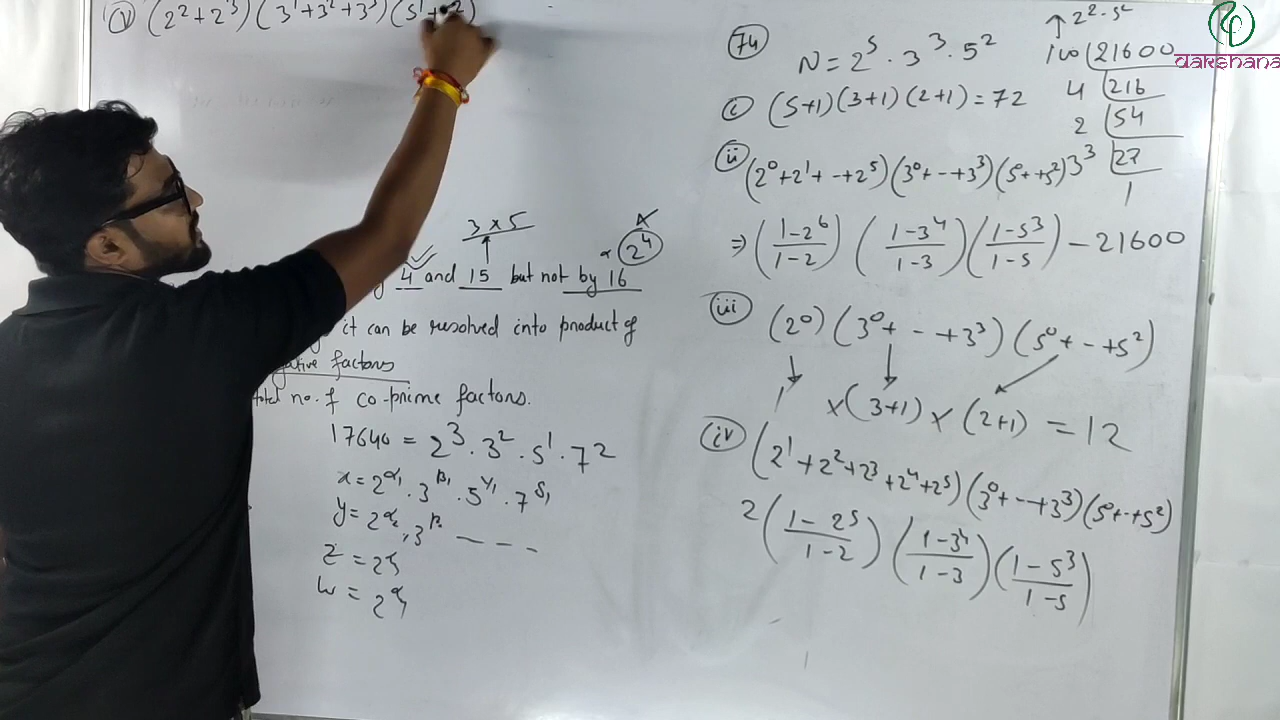 (v) (2² + 2³) (3¹ + 3² + 3³) (5¹ +
3 × 5
2⁴
4 and 15 but not by 16
it can be resolved into product of
factors
total no. of co-prime factors.
17640 = 2³ · 3² · 5¹ · 7²
x = 2^α₁ · 3^β₁ · 5^γ₁ · 7^δ₁
y = 2^α₂ · 3^β - - -
z = 2^α₃
w = 2^α₄
74
N = 2⁵ · 3³ · 5²
(i) (5+1) (3+1) (2+1) = 72
(ii) (2⁰ + 2¹ + - + 2⁵) (3⁰ + - - + 3³) (5⁰ + - + 5²)
⇒ (1-2⁶/1-2) (1-3⁴/1-3) (1-5³/1-5) - 21600
(iii) (2⁰) (3⁰ + - - + 3³) (5⁰ + - + 5²)
1 × (3+1) × (2+1) = 12
(iv) (2¹ + 2² + 2³ + 2⁴ + 2⁵) (3⁰ + - - + 3³) (5⁰ + - + 5²)
2 (1-2⁵/1-2) (1-3⁴/1-3) (1-5³/1-5)
2² · 5²
100 21600
4 216
2 54
3³ 27
1
dakshana